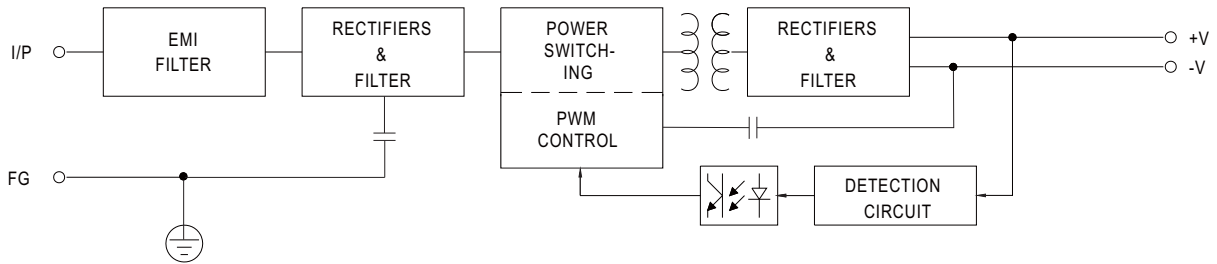 I/P
EMI
FILTER
RECTIFIERS
&
FILTER
POWER
SWITCH-
ING
PWM
CONTROL
RECTIFIERS
&
FILTER
+V
-V
FG
DETECTION
CIRCUIT